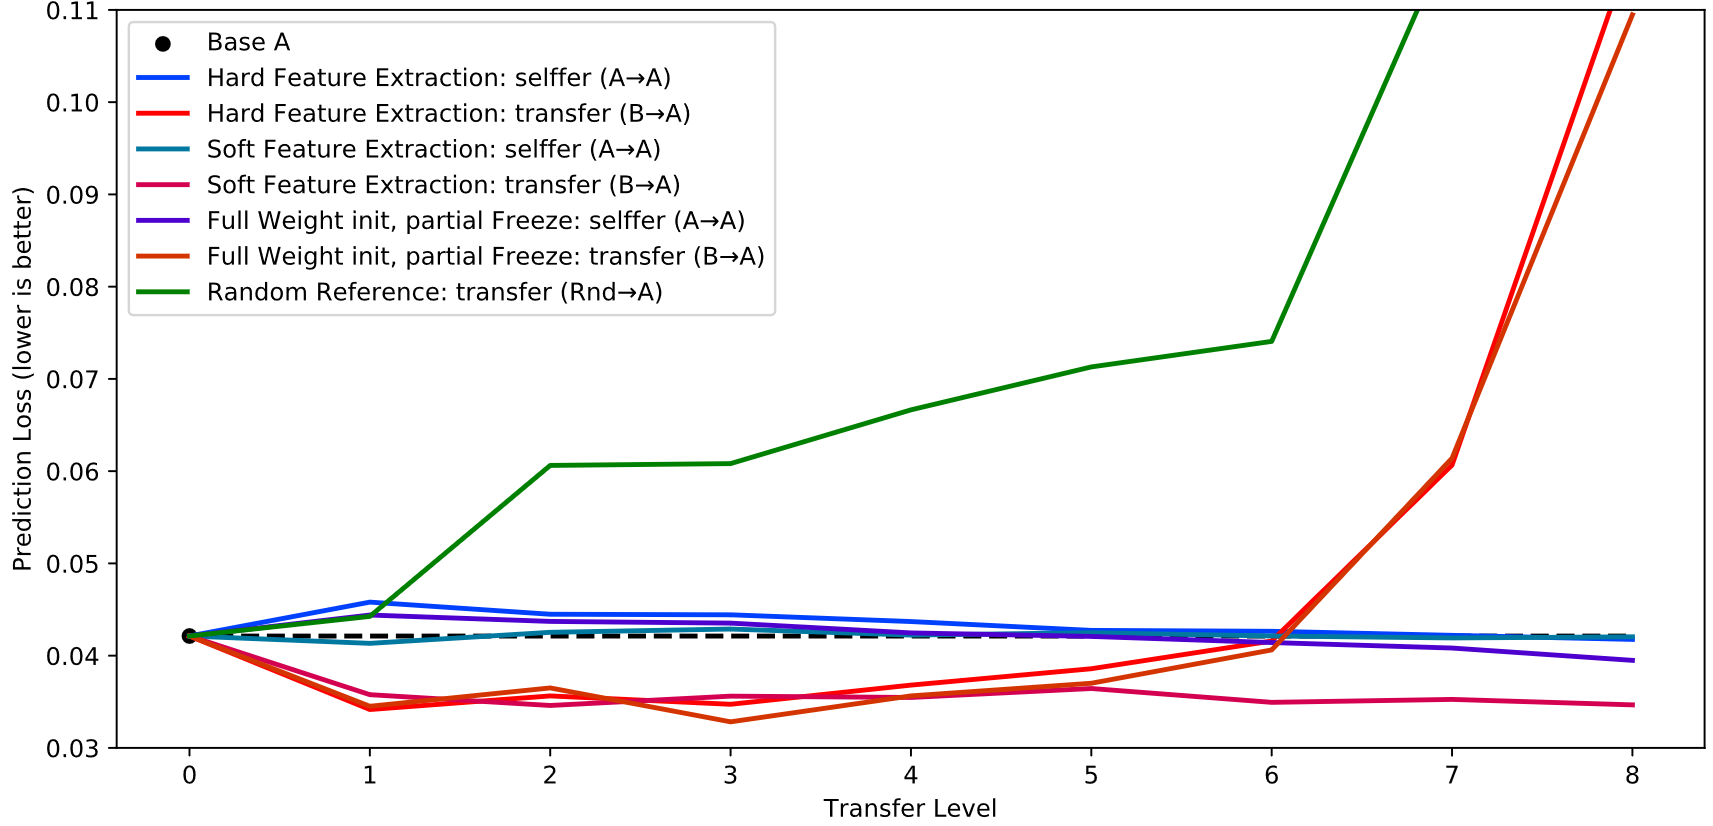 0.11
0.10
0.09
0.08
0.07
0.06
0.05
0.04
0.03
Prediction Loss (lower is better)
Base A
Hard Feature Extraction: selffer (A→A)
Hard Feature Extraction: transfer (B→A)
Soft Feature Extraction: selffer (A→A)
Soft Feature Extraction: transfer (B→A)
Full Weight init, partial Freeze: selffer (A→A)
Full Weight init, partial Freeze: transfer (B→A)
Random Reference: transfer (Rnd→A)
0 1 2 3 4 5 6 7 8
Transfer Level